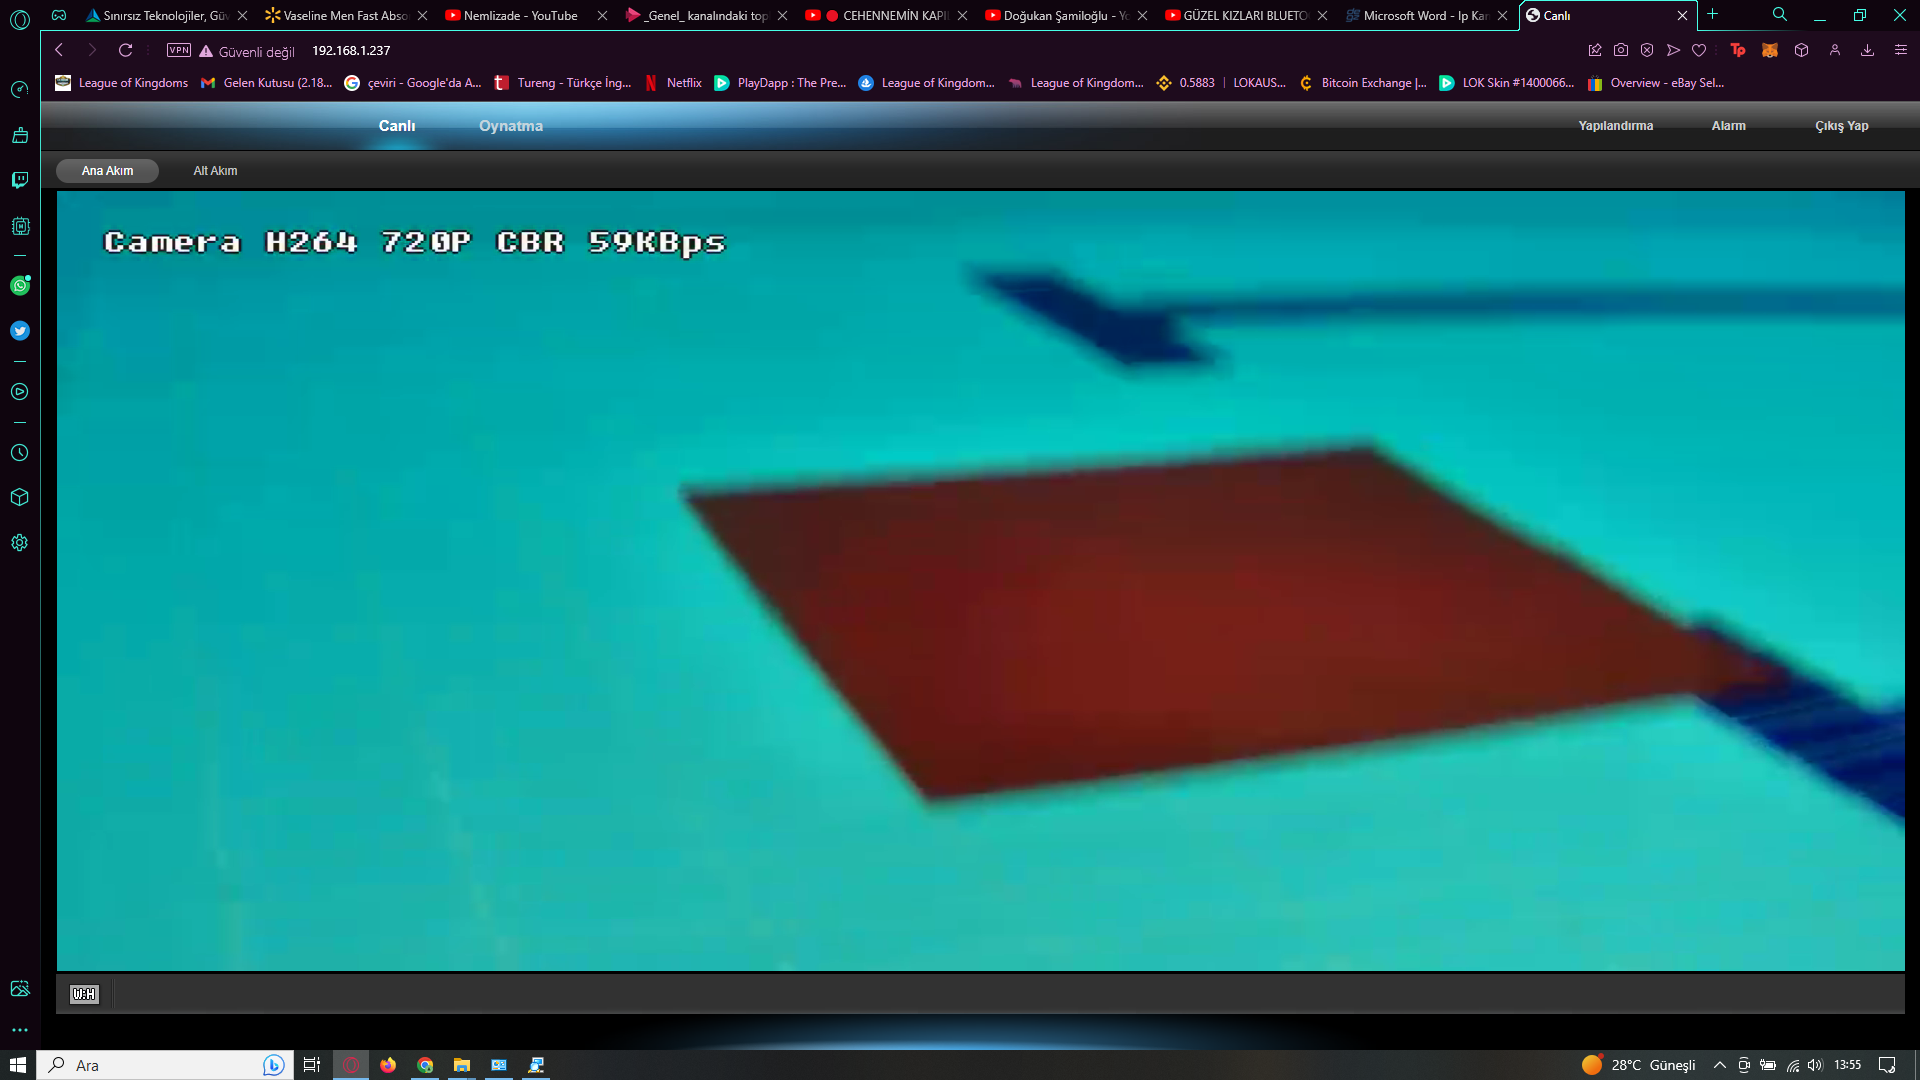 Sınırsız Teknolojiler, Gü
Vaseline Men Fast Abso
Nemlizade - YouTube
_Genel_ kanalındaki top
CEHENNEMİN KAPI
Doğukan Şamiloğlu - Yo
GÜZEL KIZLARI BLUETO
Microsoft Word - Ip Kam
Canlı
VPN
Güvenli değil
192.168.1.237
League of Kingdoms
Gelen Kutusu (2.18...
çeviri - Google'da A...
Tureng - Türkçe İng...
Netflix
PlayDapp : The Pre...
League of Kingdom...
League of Kingdom...
0.5883 | LOKAUS...
Bitcoin Exchange |...
LOK Skin #1400066...
Overview - eBay Sel...
Canlı
Oynatma
Yapılandırma
Alarm
Çıkış Yap
Ana Akım
Alt Akım
Camera H264 720P CBR 59KBps
W:H
Ara
28°C Güneşli
13:55